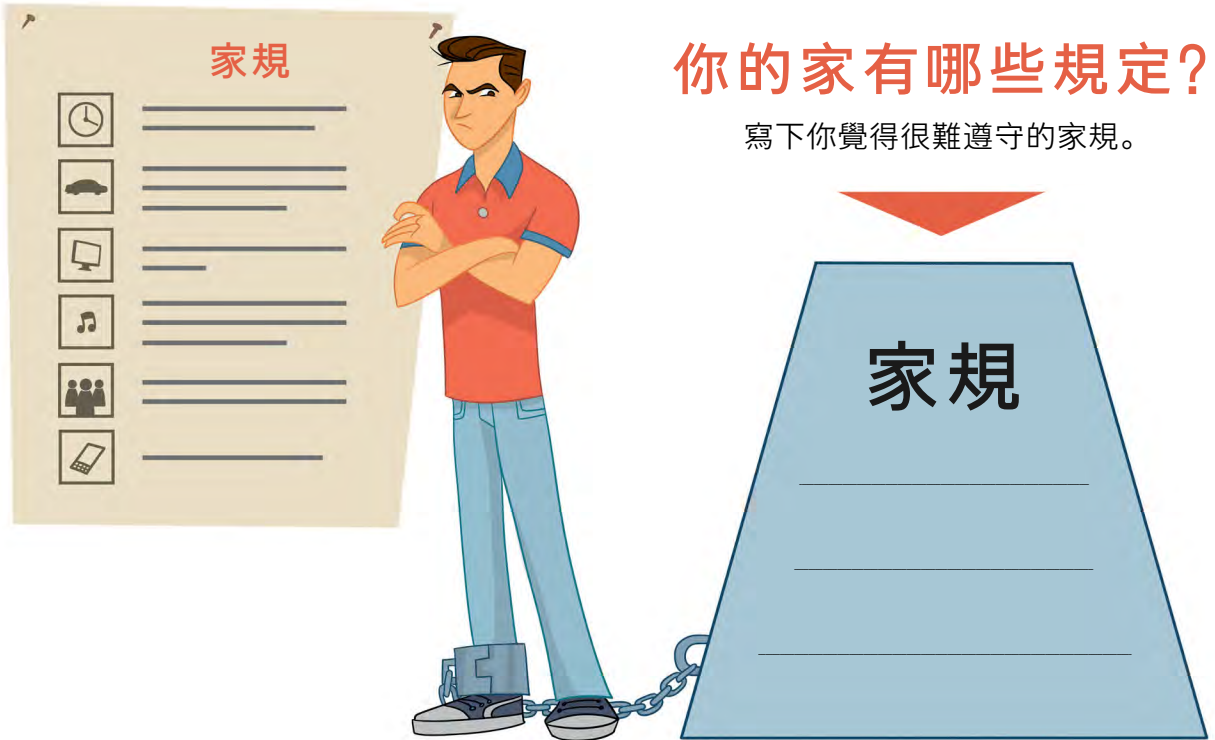 家規
你的家有哪些規定?
寫下你覺得很難遵守的家規。
家規